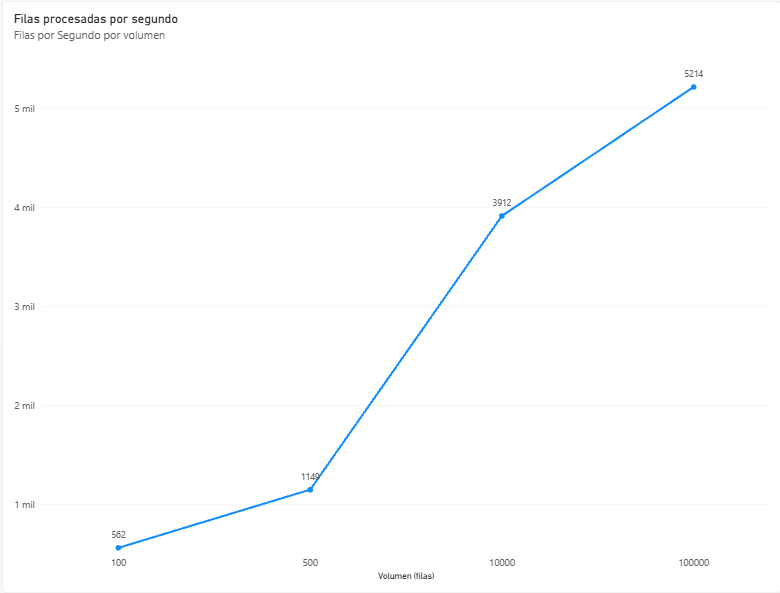 Filas procesadas por segundo
Filas por Segundo por volumen
5214
5 mil
3912
4 mil
3 mil
2 mil
1149
1 mil
562
100 500 10000 100000
Volumen (filas)